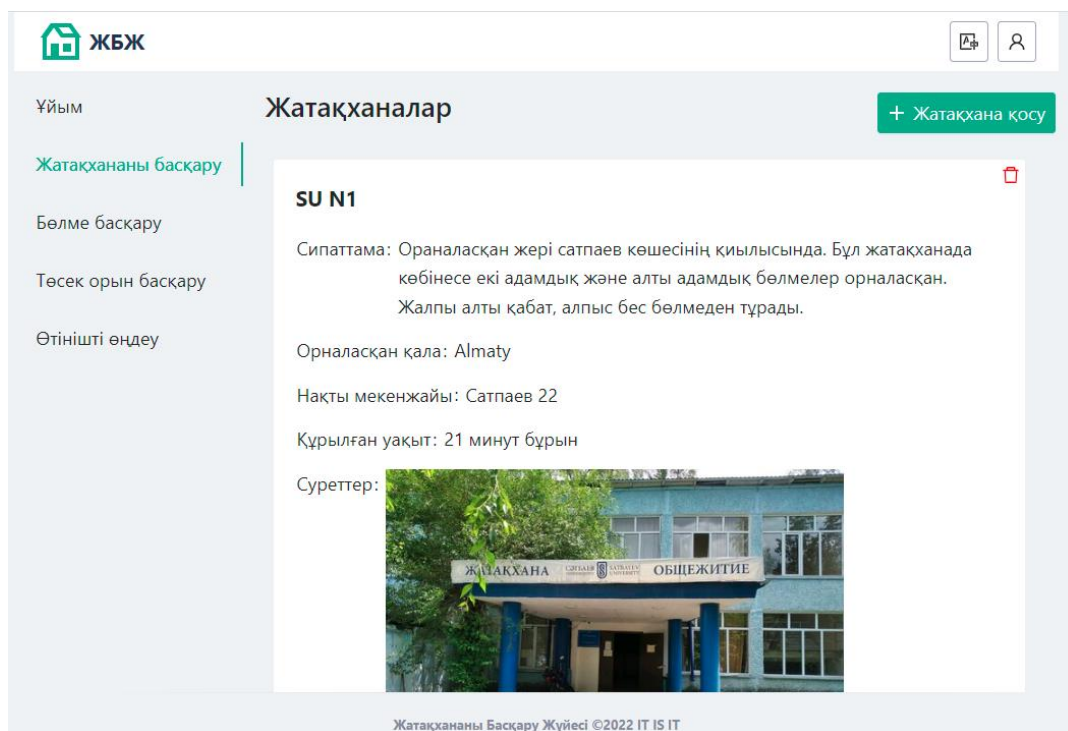 ЖБЖ
Ұйым
Жатақхананы басқару
Бөлме басқару
Төсек орын басқару
Өтінішті өңдеу
Жатақханалар
+ Жатақхана қосу
SU N1
Сипаттама: Ораналасқан жері сатпаев көшесінің қиылысында. Бұл жатақханада
көбінесе екі адамдық және алты адамдық бөлмелер орналасқан.
Жалпы алты қабат, алпыс бес бөлмеден тұрады.
Орналасқан қала: Almaty
Нақты мекенжайы: Сатпаев 22
Құрылған уақыт: 21 минут бұрын
Суреттер:
ЖАТАҚХАНА SATBAYEV UNIVERSITY ОБЩЕЖИТИЕ
Жатақхананы Басқару Жүйесі ©2022 IT IS IT